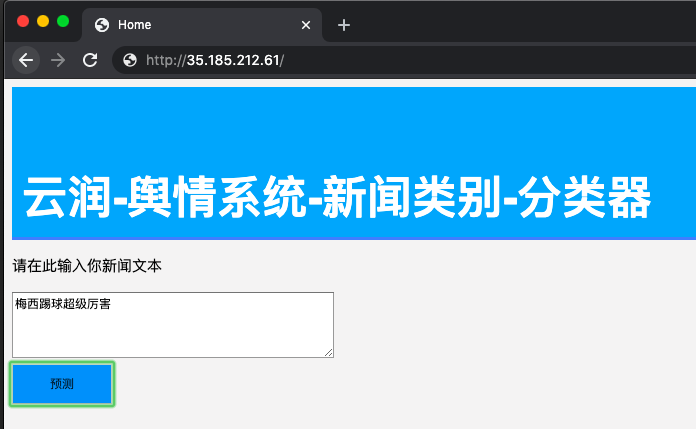 Home
http://35.185.212.61/
云润-舆情系统-新闻类别-分类器
请在此输入你新闻文本
梅西踢球超级厉害
预测